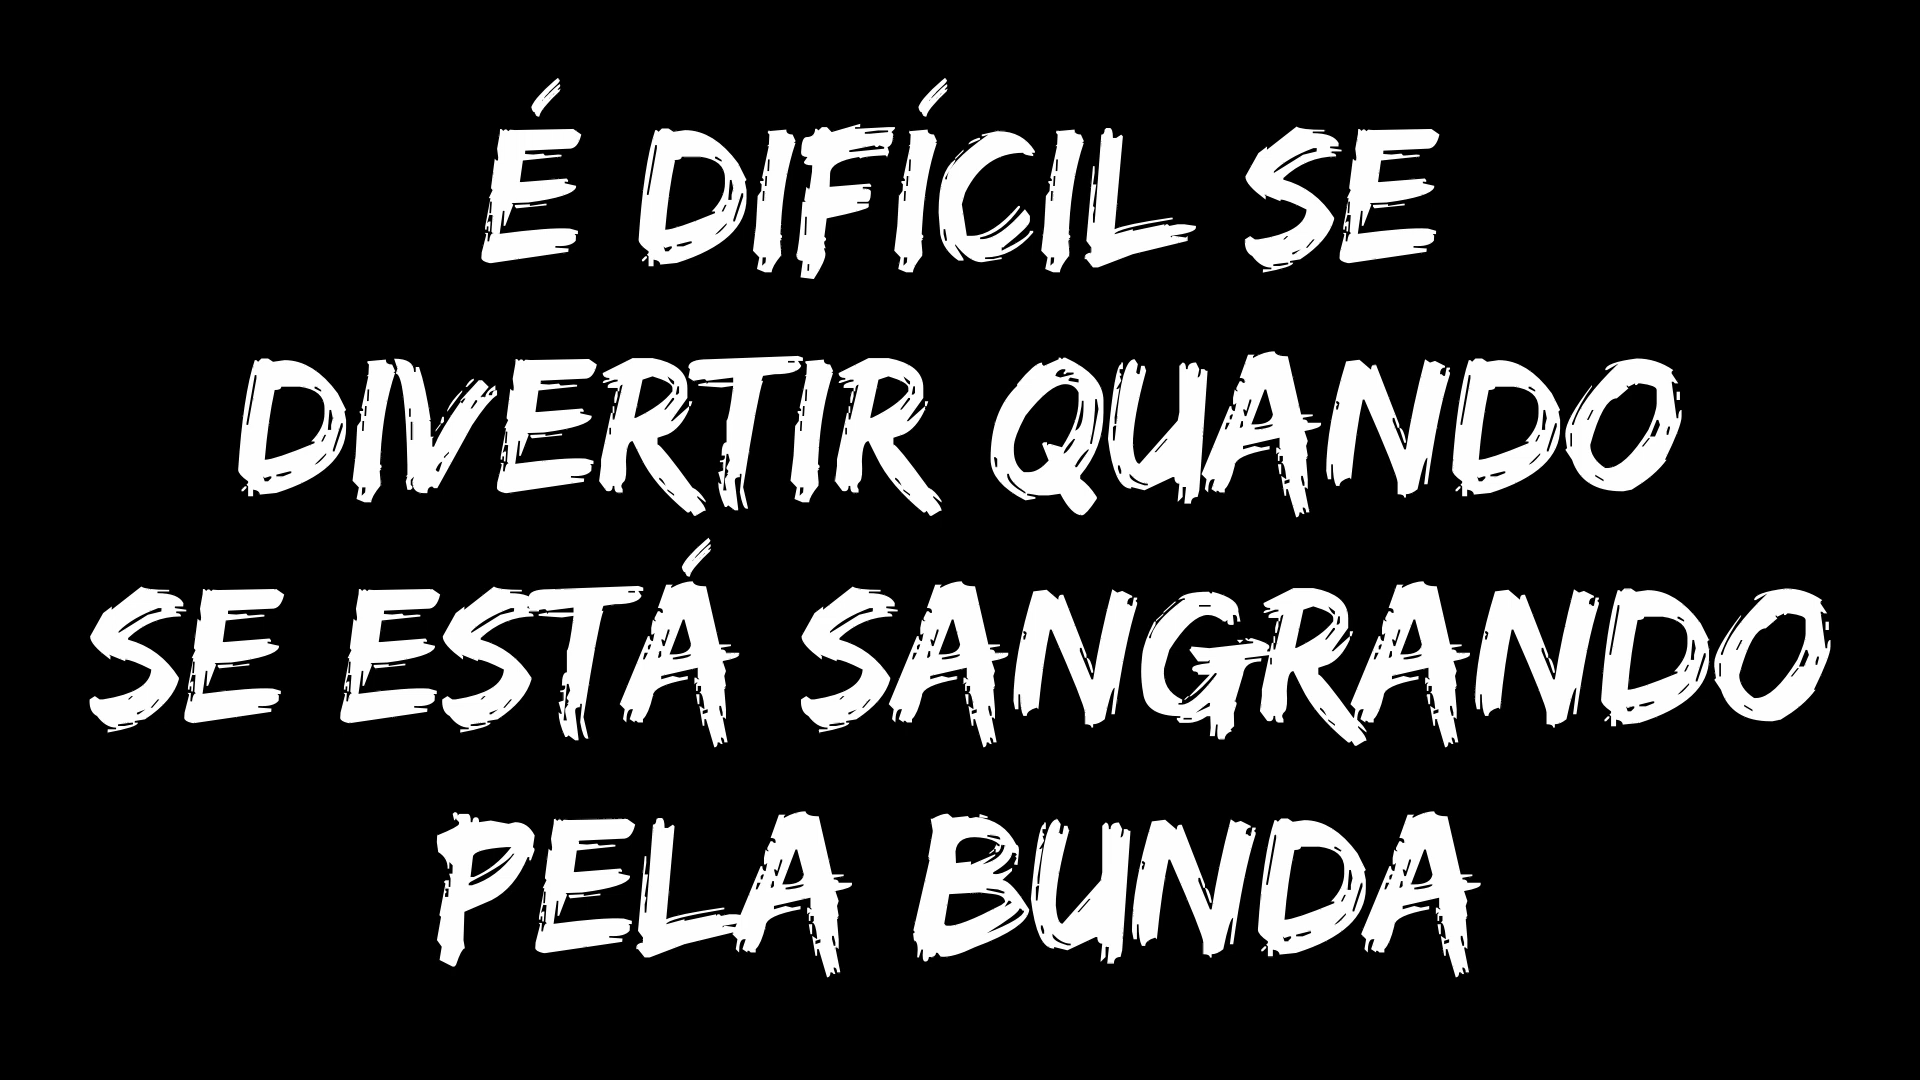 É DIFÍCIL SE
DIVERTIR QUANDO
SE ESTÁ SANGRANDO
PELA BUNDA